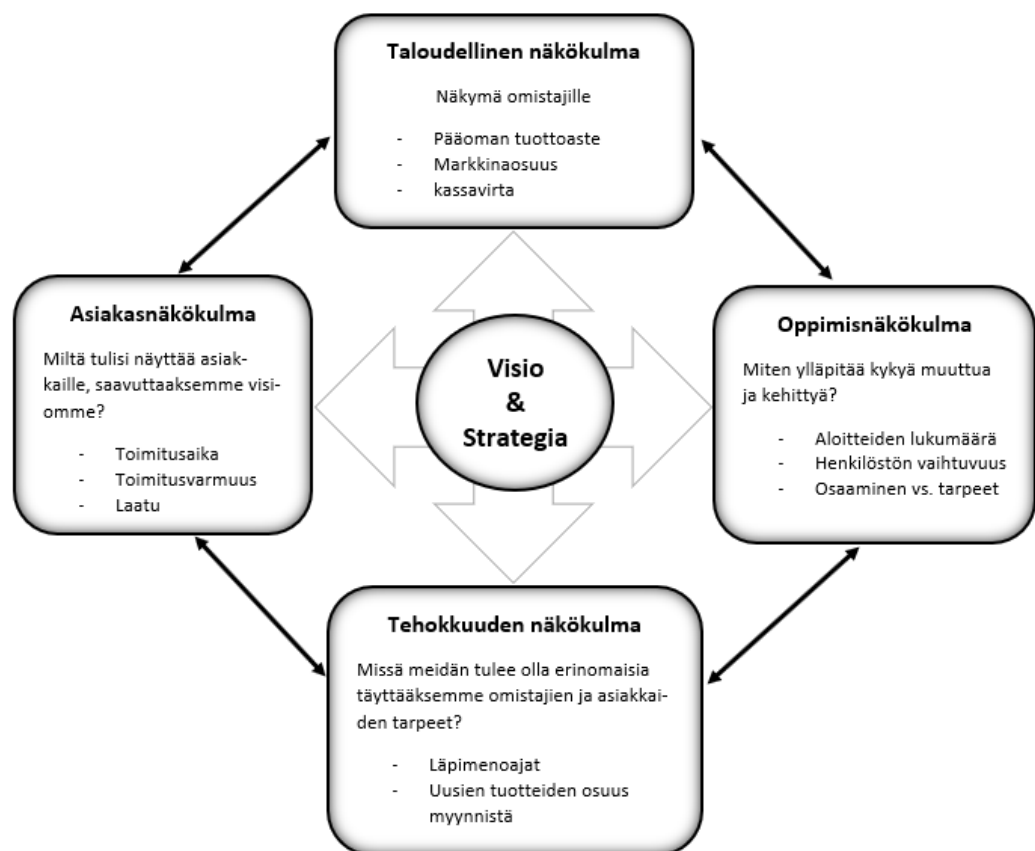 Taloudellinen näkökulma
Näkymä omistajille
- Pääoman tuottoaste
- Markkinaosuus
- kassavirta
Asiakasnäkökulma
Miltä tulisi näyttää asiak-
kaille, saavuttaaksemme visi-
omme?
- Toimitusaika
- Toimitusvarmuus
- Laatu
Visio
&
Strategia
Oppimisnäkökulma
Miten ylläpitää kykyä muuttua
ja kehittyä?
- Aloitteiden lukumäärä
- Henkilöstön vaihtuvuus
- Osaaminen vs. tarpeet
Tehokkuuden näkökulma
Missä meidän tulee olla erinomaisia
täyttääksemme omistajien ja asiakkai-
den tarpeet?
- Läpimenoajat
- Uusien tuotteiden osuus
myynnistä